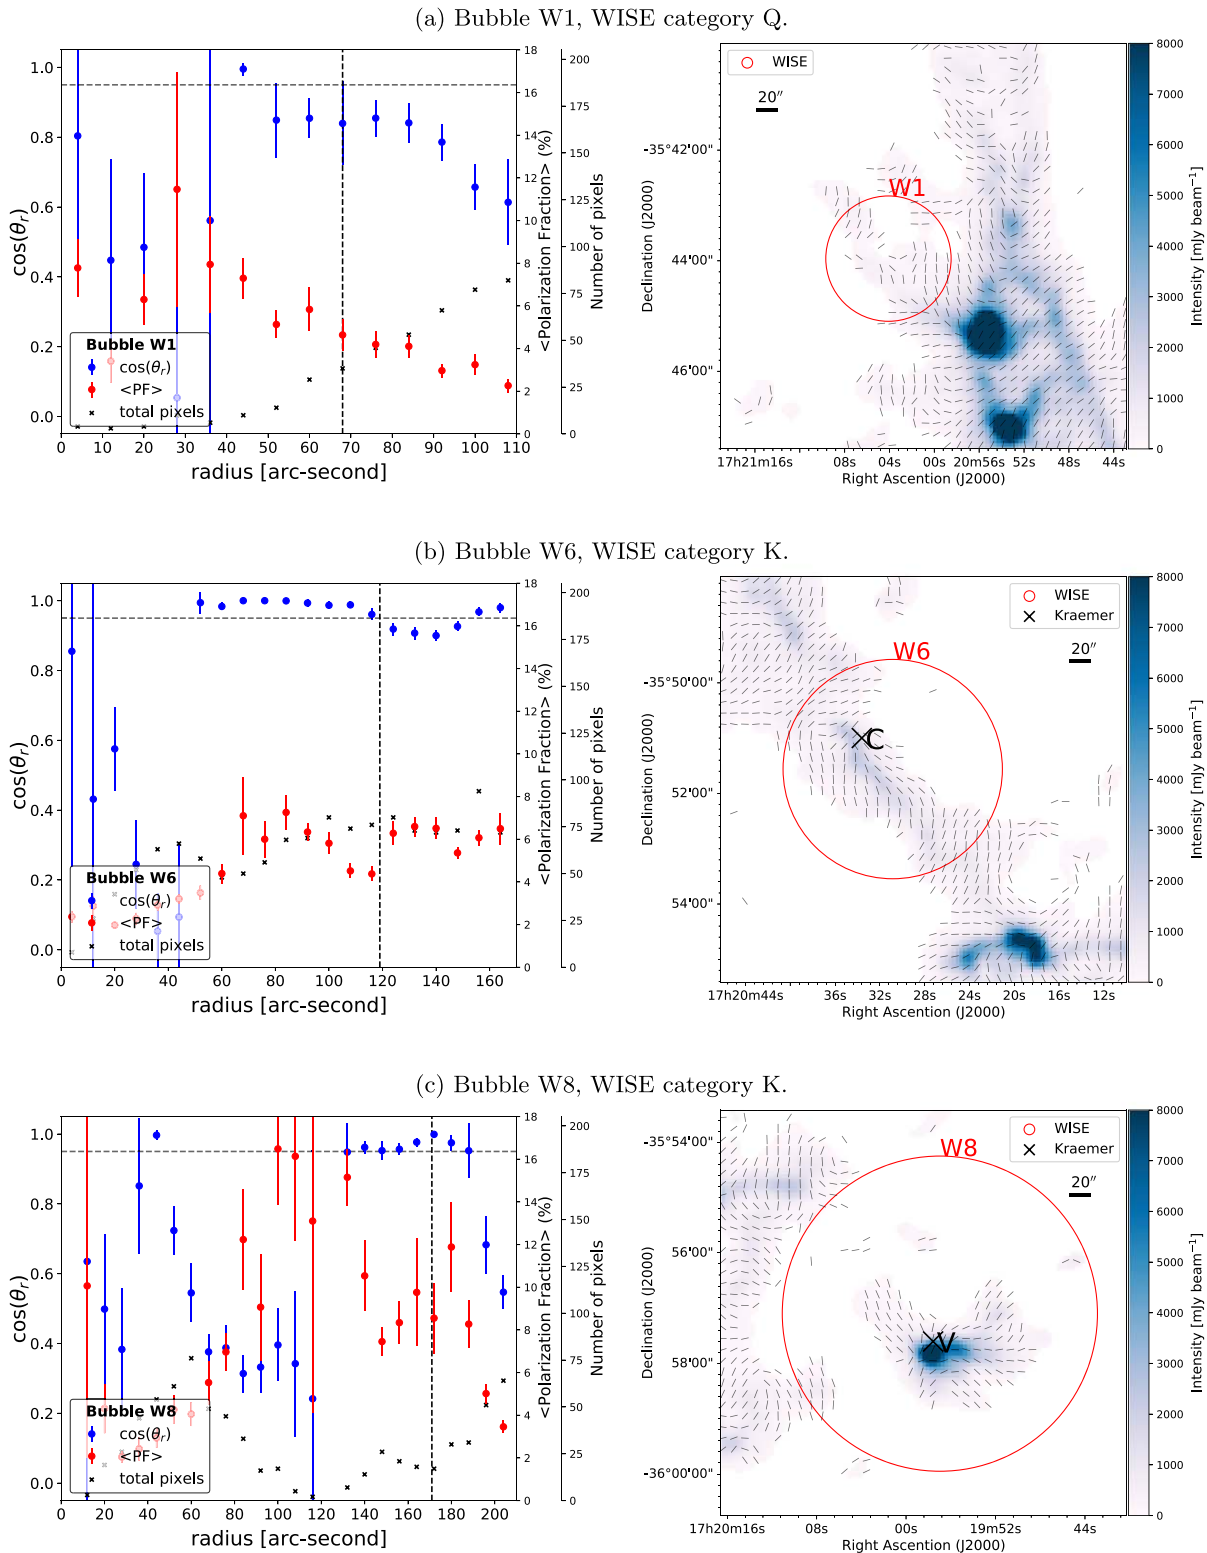 (a) Bubble W1, WISE category Q.
1.0
0.8
0.6
0.4
0.2
0.0
cos(θr)
0 10 20 30 40 50 60 70 80 90 100 110
radius [arc-second]
Bubble W1
cos(θr)
<PF>
total pixels
18
16
14
12
10
8
6
4
2
0
<Polarization Fraction> (%)
200
175
150
125
100
75
50
25
0
Number of pixels
WISE
20″
W1
-35°42′00″
44′00″
46′00″
Declination (J2000)
17h21m16s 08s 04s 00s 20m56s 52s 48s 44s
Right Ascention (J2000)
8000
7000
6000
5000
4000
3000
2000
1000
0
Intensity [mJy beam−1]
(b) Bubble W6, WISE category K.
1.0
0.8
0.6
0.4
0.2
0.0
cos(θr)
0 20 40 60 80 100 120 140 160
radius [arc-second]
Bubble W6
cos(θr)
<PF>
total pixels
18
16
14
12
10
8
6
4
2
0
<Polarization Fraction> (%)
200
175
150
125
100
75
50
25
0
Number of pixels
WISE
Kraemer
20″
W6
C
-35°50′00″
52′00″
54′00″
Declination (J2000)
17h20m44s 36s 32s 28s 24s 20s 16s 12s
Right Ascention (J2000)
8000
7000
6000
5000
4000
3000
2000
1000
0
Intensity [mJy beam−1]
(c) Bubble W8, WISE category K.
1.0
0.8
0.6
0.4
0.2
0.0
cos(θr)
0 20 40 60 80 100 120 140 160 180 200
radius [arc-second]
Bubble W8
cos(θr)
<PF>
total pixels
18
16
14
12
10
8
6
4
2
0
<Polarization Fraction> (%)
200
175
150
125
100
75
50
25
0
Number of pixels
WISE
Kraemer
20″
W8
V
-35°54′00″
56′00″
58′00″
-36°00′00″
Declination (J2000)
17h20m16s 08s 00s 19m52s 44s
Right Ascention (J2000)
8000
7000
6000
5000
4000
3000
2000
1000
0
Intensity [mJy beam−1]